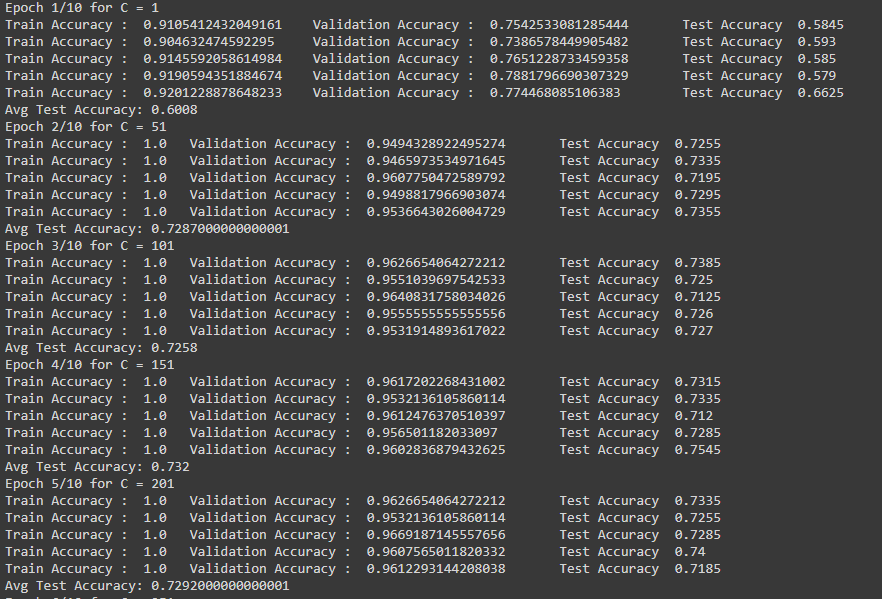 Epoch 1/10 for C = 1
Train Accuracy :  0.9105412432049161    Validation Accuracy :  0.7542533081285444       Test Accuracy  0.5845
Train Accuracy :  0.904632474592295     Validation Accuracy :  0.7386578449905482       Test Accuracy  0.593
Train Accuracy :  0.9145592058614984    Validation Accuracy :  0.7651228733459358       Test Accuracy  0.585
Train Accuracy :  0.9190594351884674    Validation Accuracy :  0.7881796690307329       Test Accuracy  0.579
Train Accuracy :  0.9201228878648233    Validation Accuracy :  0.774468085106383        Test Accuracy  0.6625
Avg Test Accuracy: 0.6008
Epoch 2/10 for C = 51
Train Accuracy :  1.0   Validation Accuracy :  0.9494328922495274       Test Accuracy  0.7255
Train Accuracy :  1.0   Validation Accuracy :  0.9465973534971645       Test Accuracy  0.7335
Train Accuracy :  1.0   Validation Accuracy :  0.9607750472589792       Test Accuracy  0.7195
Train Accuracy :  1.0   Validation Accuracy :  0.9498817966903074       Test Accuracy  0.7295
Train Accuracy :  1.0   Validation Accuracy :  0.9536643026004729       Test Accuracy  0.7355
Avg Test Accuracy: 0.7287000000000001
Epoch 3/10 for C = 101
Train Accuracy :  1.0   Validation Accuracy :  0.9626654064272212       Test Accuracy  0.7385
Train Accuracy :  1.0   Validation Accuracy :  0.9551039697542533       Test Accuracy  0.725
Train Accuracy :  1.0   Validation Accuracy :  0.9640831758034026       Test Accuracy  0.7125
Train Accuracy :  1.0   Validation Accuracy :  0.9555555555555556       Test Accuracy  0.726
Train Accuracy :  1.0   Validation Accuracy :  0.9531914893617022       Test Accuracy  0.727
Avg Test Accuracy: 0.7258
Epoch 4/10 for C = 151
Train Accuracy :  1.0   Validation Accuracy :  0.9617202268431002       Test Accuracy  0.7315
Train Accuracy :  1.0   Validation Accuracy :  0.9532136105860114       Test Accuracy  0.7335
Train Accuracy :  1.0   Validation Accuracy :  0.9612476370510397       Test Accuracy  0.712
Train Accuracy :  1.0   Validation Accuracy :  0.956501182033097        Test Accuracy  0.7285
Train Accuracy :  1.0   Validation Accuracy :  0.9602836879432625       Test Accuracy  0.7545
Avg Test Accuracy: 0.732
Epoch 5/10 for C = 201
Train Accuracy :  1.0   Validation Accuracy :  0.9626654064272212       Test Accuracy  0.7335
Train Accuracy :  1.0   Validation Accuracy :  0.9532136105860114       Test Accuracy  0.7255
Train Accuracy :  1.0   Validation Accuracy :  0.9669187145557656       Test Accuracy  0.7285
Train Accuracy :  1.0   Validation Accuracy :  0.9607565011820332       Test Accuracy  0.74
Train Accuracy :  1.0   Validation Accuracy :  0.9612293144208038       Test Accuracy  0.7185
Avg Test Accuracy: 0.7292000000000001